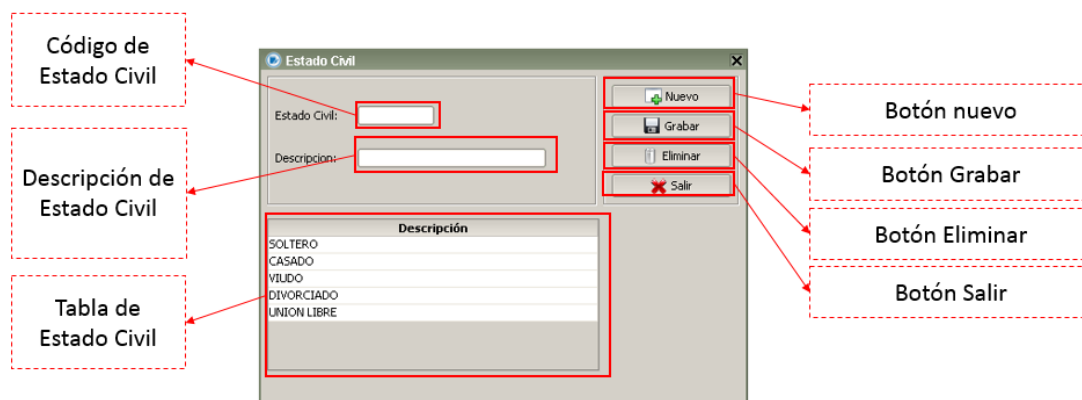 Código de
Estado Civil
Descripción de
Estado Civil
Tabla de
Estado Civil
Estado Civil
Estado Civil:
Descripcion:
Nuevo
Grabar
Eliminar
Salir
Descripción
SOLTERO
CASADO
VIUDO
DIVORCIADO
UNION LIBRE
Botón nuevo
Botón Grabar
Botón Eliminar
Botón Salir